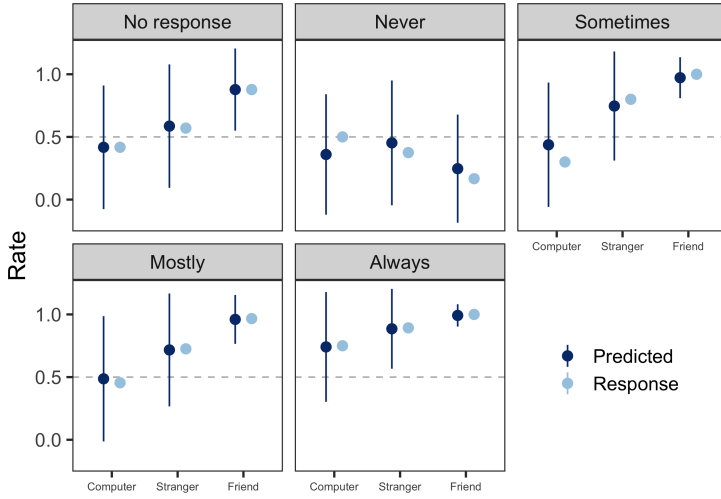 No response
Never
Sometimes
1.0
0.5
0.0
Computer
Stranger
Friend
Rate
Mostly
Always
1.0
0.5
0.0
Predicted
Response
Computer
Stranger
Friend
Computer
Stranger
Friend